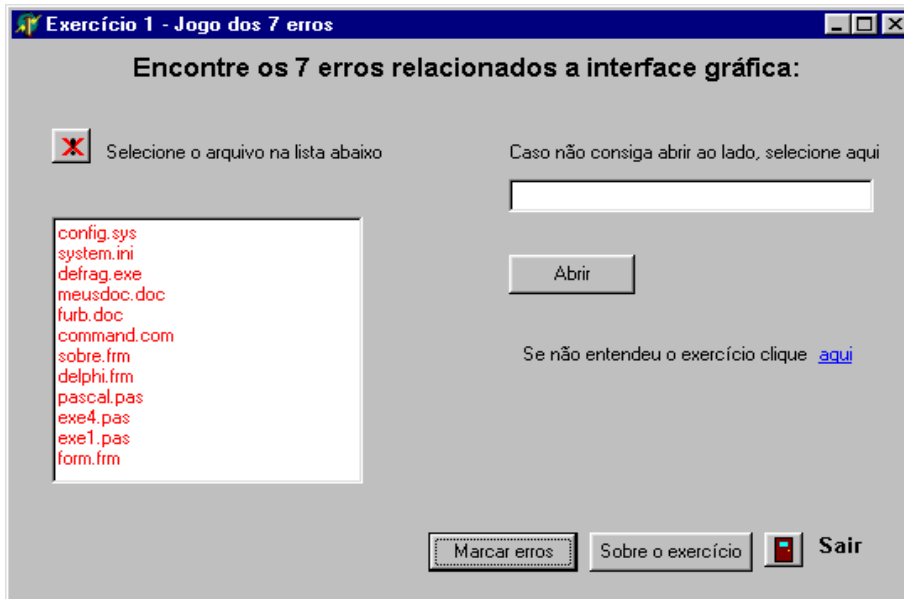 Exercício 1 - Jogo dos 7 erros
Encontre os 7 erros relacionados a interface gráfica:
Selecione o arquivo na lista abaixo
Caso não consiga abrir ao lado, selecione aqui
config.sys
system.ini
defrag.exe
meusdoc.doc
furb.doc
command.com
sobre.frm
delphi.frm
pascal.pas
exe4.pas
exe1.pas
form.frm
Abrir
Se não entendeu o exercício clique aqui
Marcar erros
Sobre o exercício
Sair